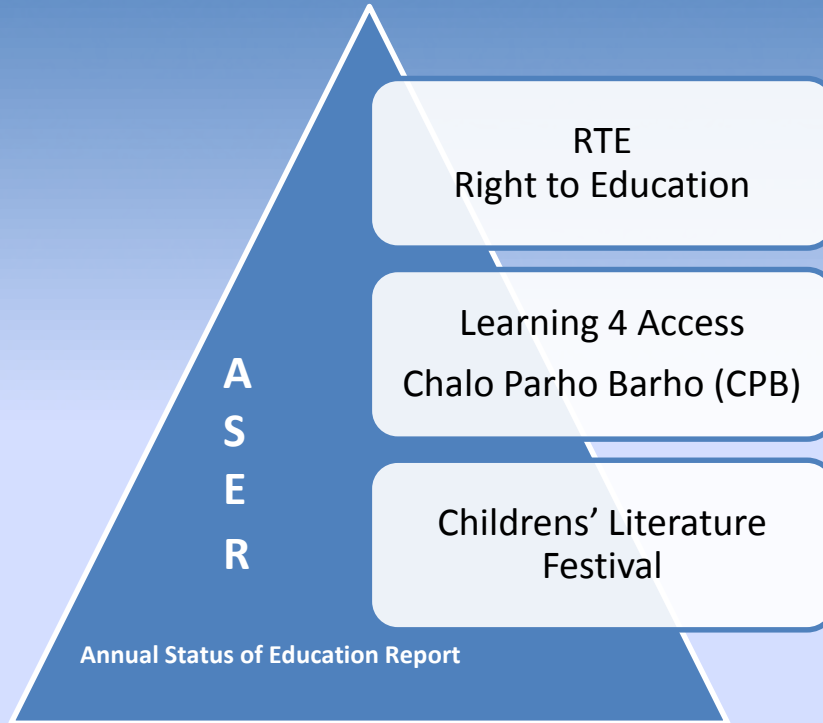 RTE
Right to Education
Learning 4 Access
Chalo Parho Barho (CPB)
Childrens’ Literature
Festival
A
S
E
R
Annual Status of Education Report